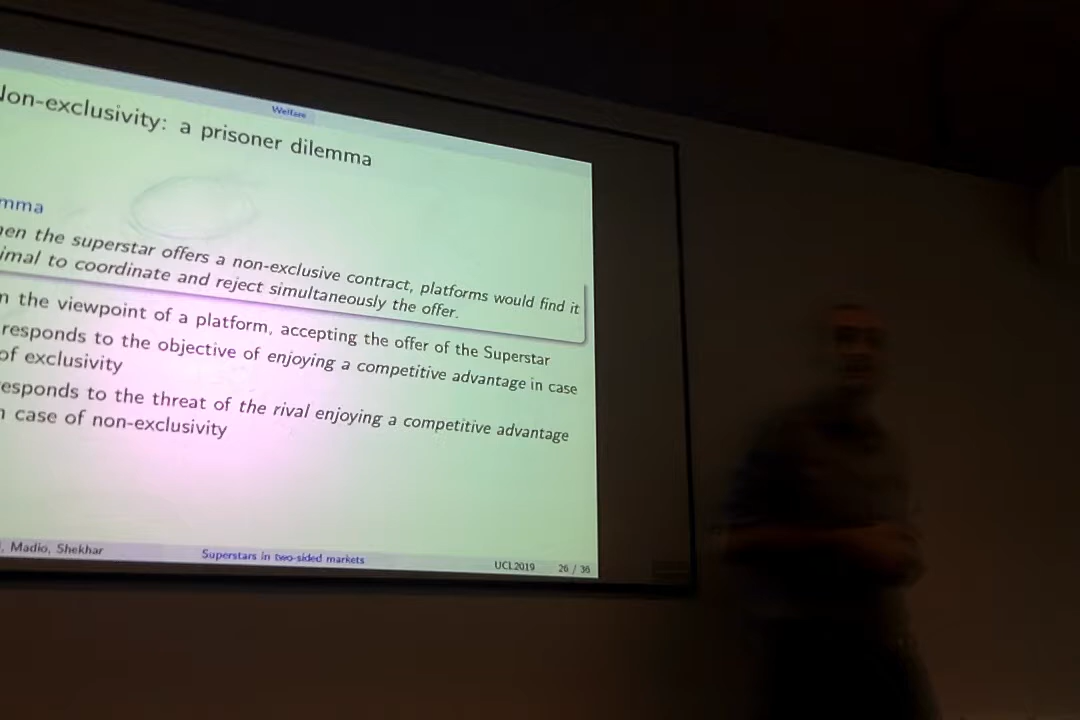 Welfare
Non-exclusivity: a prisoner dilemma
mma
en the superstar offers a non-exclusive contract, platforms would find it
imal to coordinate and reject simultaneously the offer.
the viewpoint of a platform, accepting the offer of the Superstar
responds to the objective of enjoying a competitive advantage in case
of exclusivity
esponds to the threat of the rival enjoying a competitive advantage
case of non-exclusivity
, Madio, Shekhar
Superstars in two-sided markets
UCL2019
26 / 36